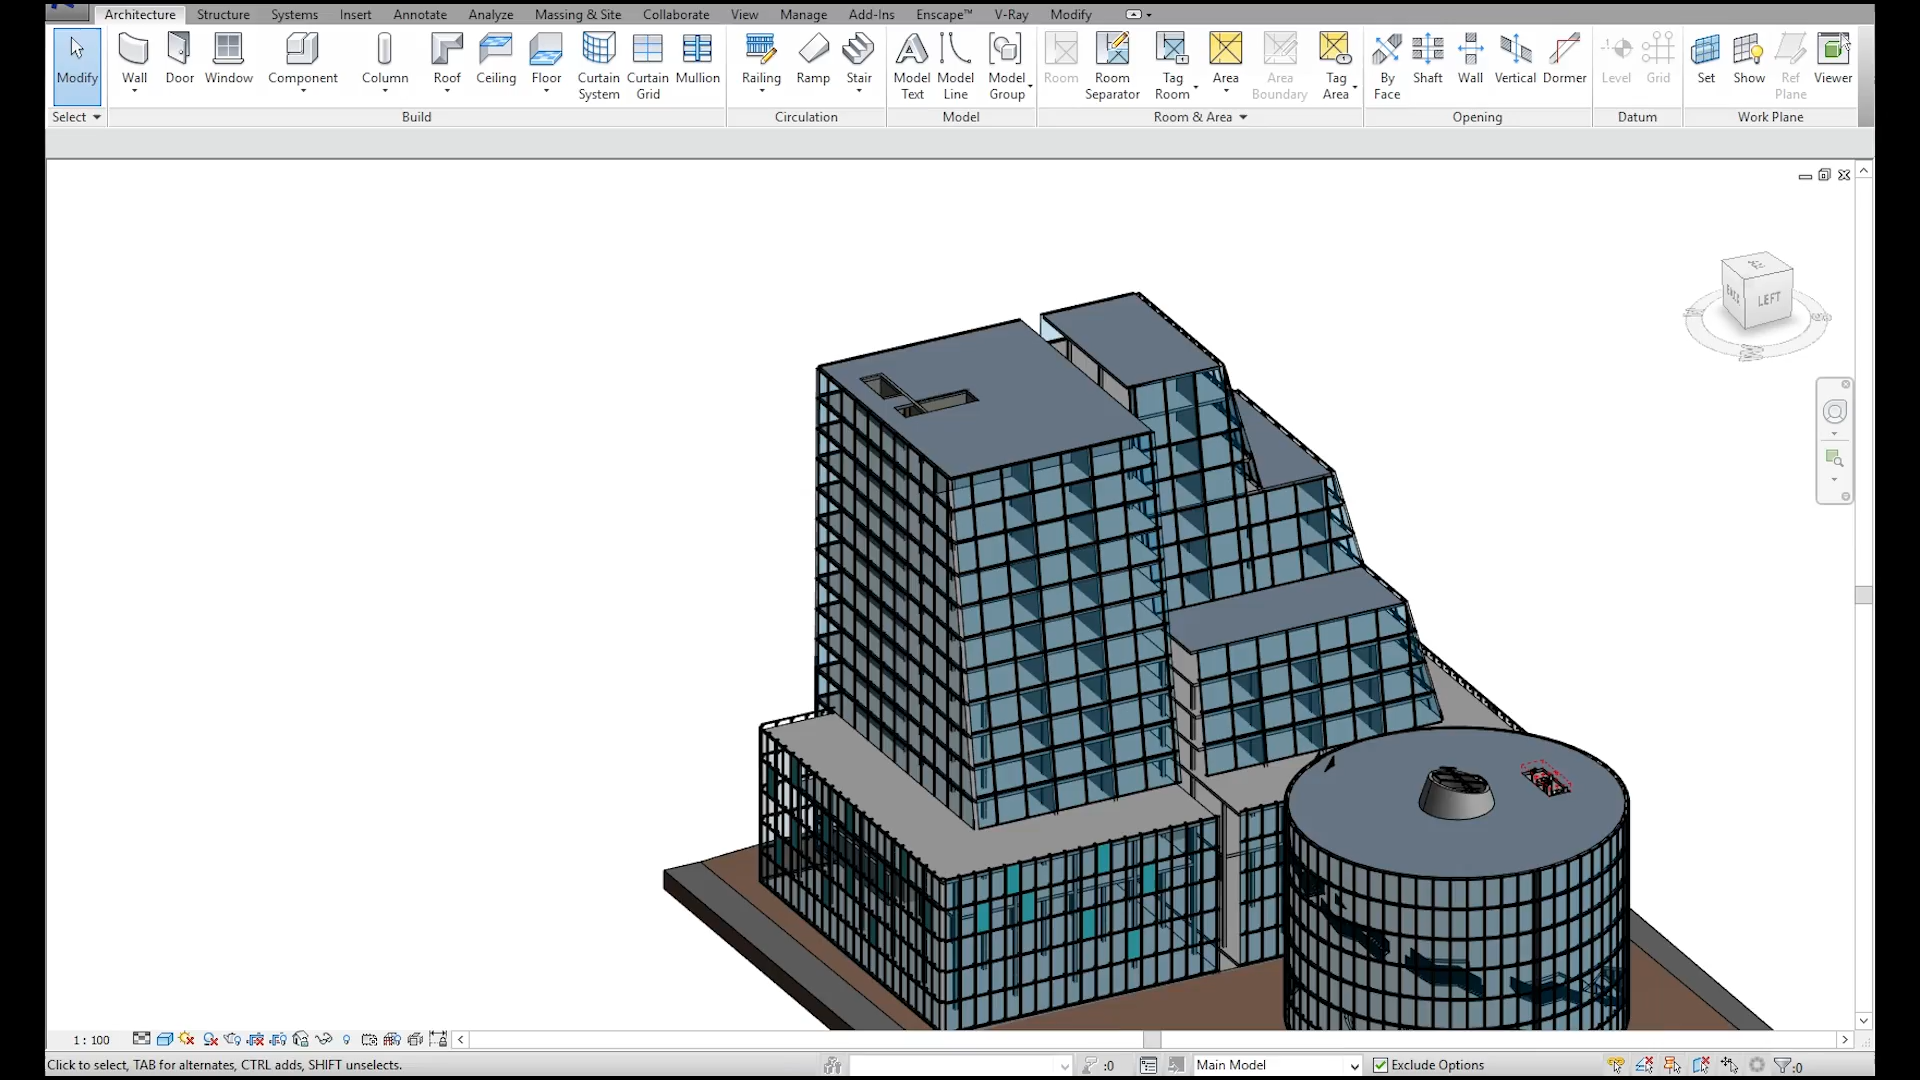 Architecture Structure Systems Insert Annotate Analyze Massing & Site Collaborate View Manage Add-Ins Enscape™ V-Ray Modify
Modify Wall Door Window Component Column Roof Ceiling Floor Curtain System Curtain Grid Mullion Railing Ramp Stair Model Text Model Line Model Group Room Room Separator Tag Room Area Area Boundary Tag Area By Face Shaft Wall Vertical Dormer Level Grid Set Show Ref Plane Viewer
Select Build Circulation Model Room & Area Opening Datum Work Plane
LEFT
1 : 100
Click to select, TAB for alternates, CTRL adds, SHIFT unselects. :0 Main Model Exclude Options :0